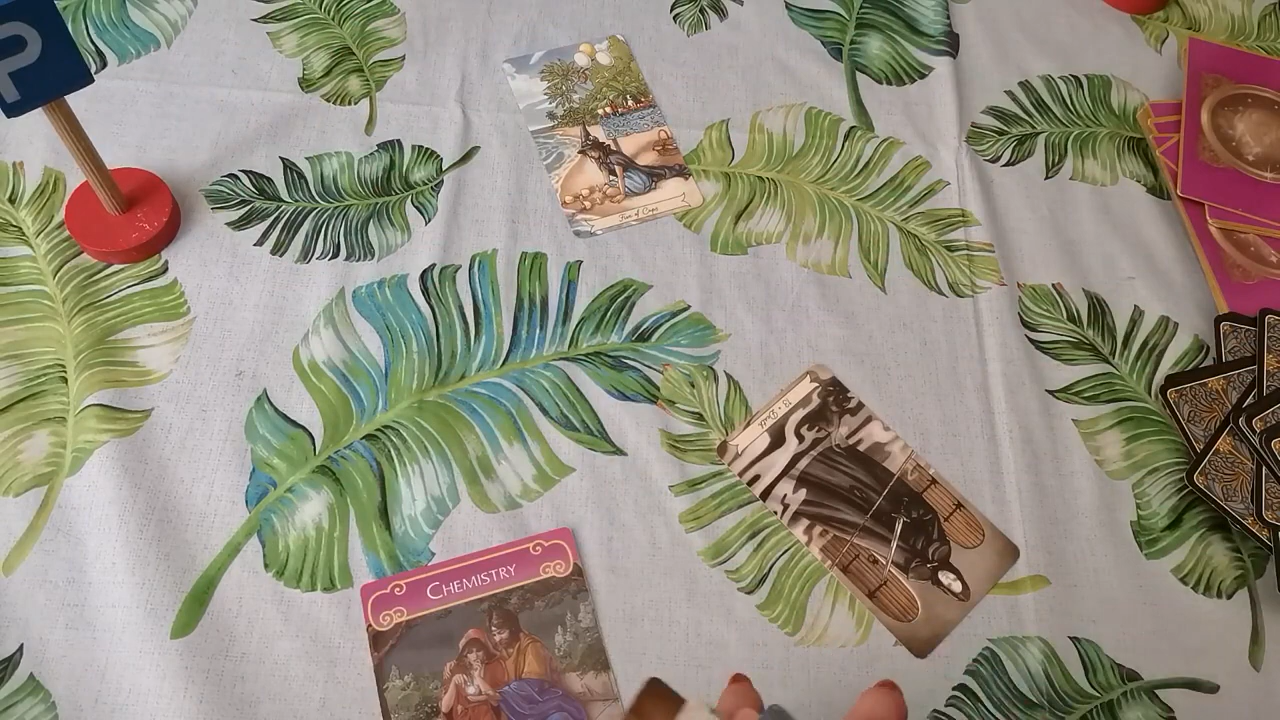 P
Five of Cups
CHEMISTRY
13 • Death